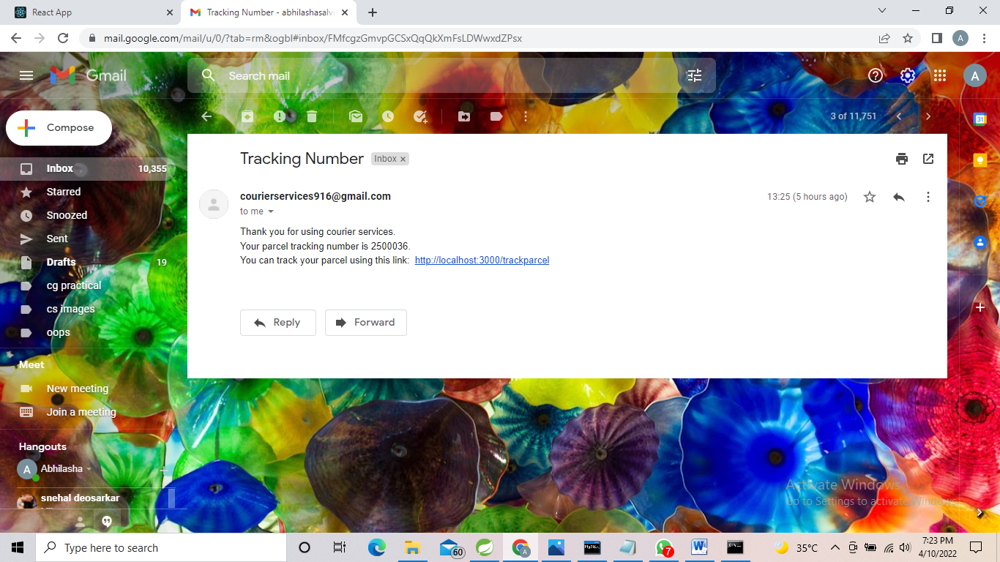 React App
Tracking Number - abhilashasalvi
mail.google.com/mail/u/0/?tab=rm&ogbl#inbox/FMfcgzGmvpGCSxQqQkXmFsLDWwxdZPsx
A
Gmail
Search mail
A
Compose
3 of 11,751
31
Inbox 10,355
Starred
Snoozed
Sent
Drafts 19
cg practical
cs images
oops
Meet
New meeting
Join a meeting
Hangouts
A Abhilasha
snehal deosarkar
Tracking Number Inbox ×
courierservices916@gmail.com 13:25 (5 hours ago)
to me
Thank you for using courier services.
Your parcel tracking number is 2500036.
You can track your parcel using this link: http://localhost:3000/trackparcel
Reply Forward
Activate Windows
Go to Settings to activate Windows.
Type here to search
60
A
MySQL
7
W
35°C
7:23 PM
4/10/2022